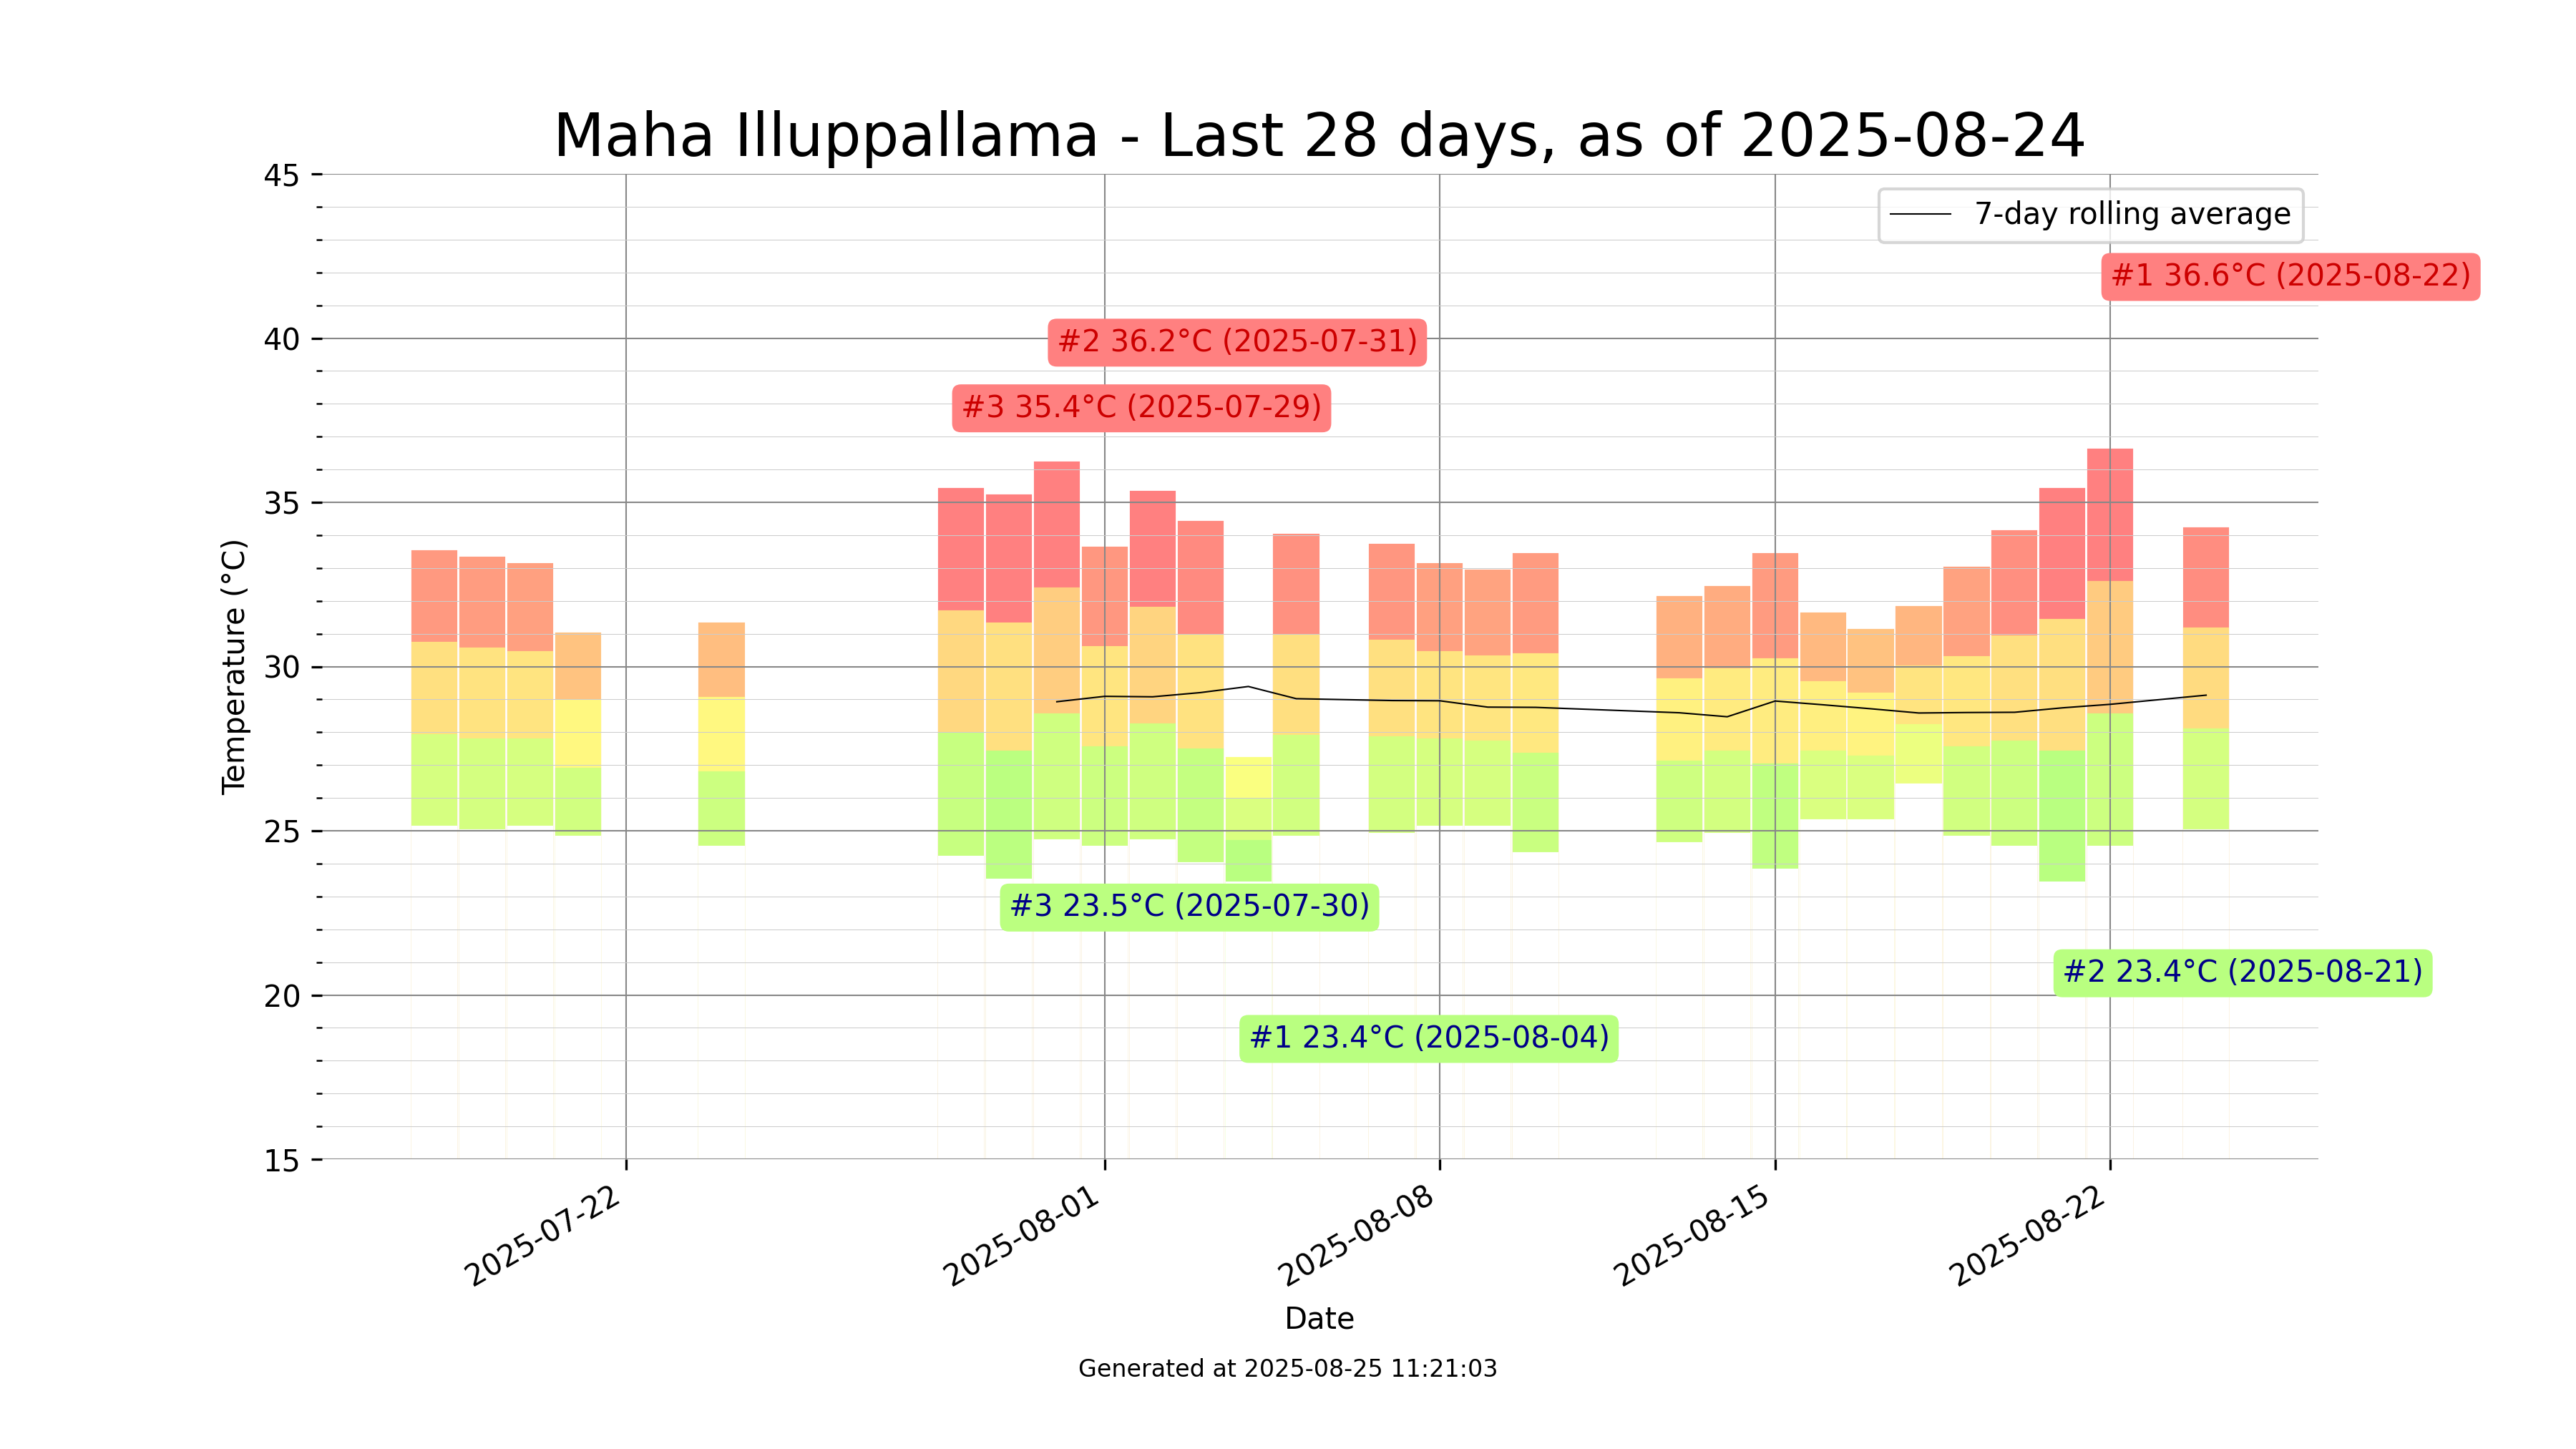 Maha Illuppallama - Last 28 days, as of 2025-08-24
45
7-day rolling average
#1 36.6°C (2025-08-22)
40
#2 36.2°C (2025-07-31)
#3 35.4°C (2025-07-29)
35
30
Temperature (°C)
25
#3 23.5°C (2025-07-30)
#2 23.4°C (2025-08-21)
20
#1 23.4°C (2025-08-04)
15
2025-07-22
2025-08-01
2025-08-08
2025-08-15
2025-08-22
Date
Generated at 2025-08-25 11:21:03